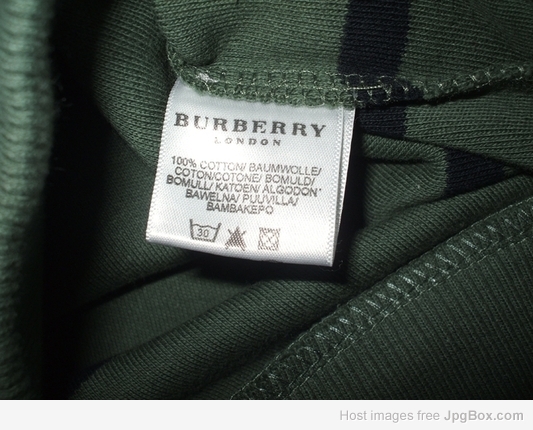 BURBERRY
LONDON
100% COTTON/ BAUMWOLLE/
COTON/COTONE/ BOMULD/
BOMULL/ KATOEN/ ALGODON*
BAWELNA/ PUUVILLA/
BAMBAKEPO
30
Host images free JpgBox.com